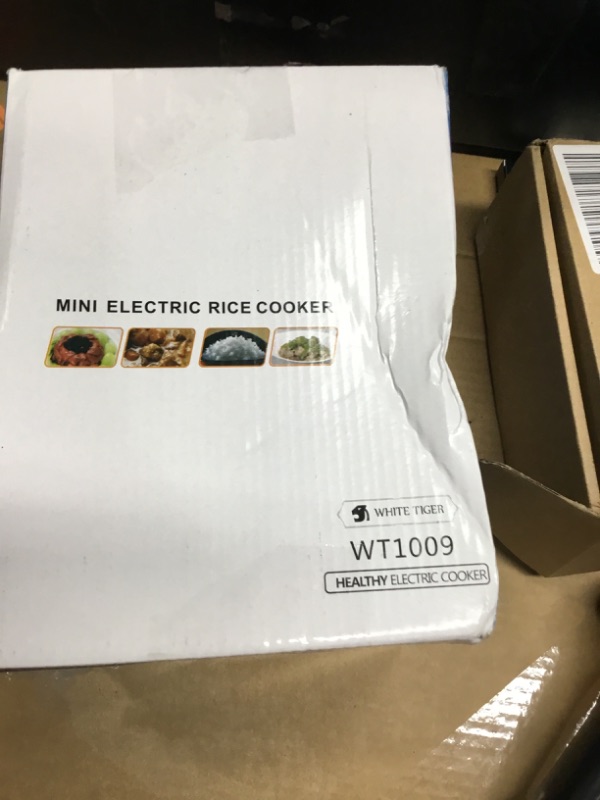 MINI ELECTRIC RICE COOKER
WHITE TIGER
WT1009
HEALTHY ELECTRIC COOKER